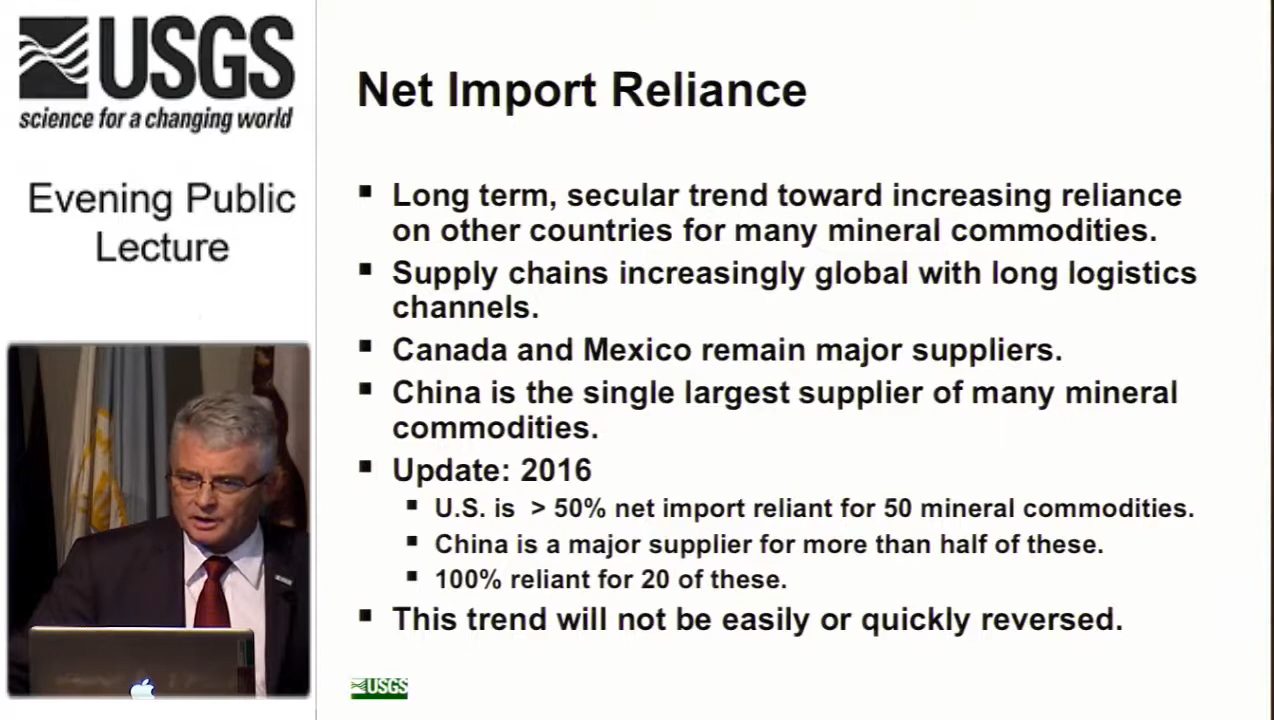 USGS
science for a changing world
Evening Public
Lecture
Net Import Reliance
▪ Long term, secular trend toward increasing reliance
on other countries for many mineral commodities.
▪ Supply chains increasingly global with long logistics
channels.
▪ Canada and Mexico remain major suppliers.
▪ China is the single largest supplier of many mineral
commodities.
▪ Update: 2016
▪ U.S. is > 50% net import reliant for 50 mineral commodities.
▪ China is a major supplier for more than half of these.
▪ 100% reliant for 20 of these.
▪ This trend will not be easily or quickly reversed.
USGS